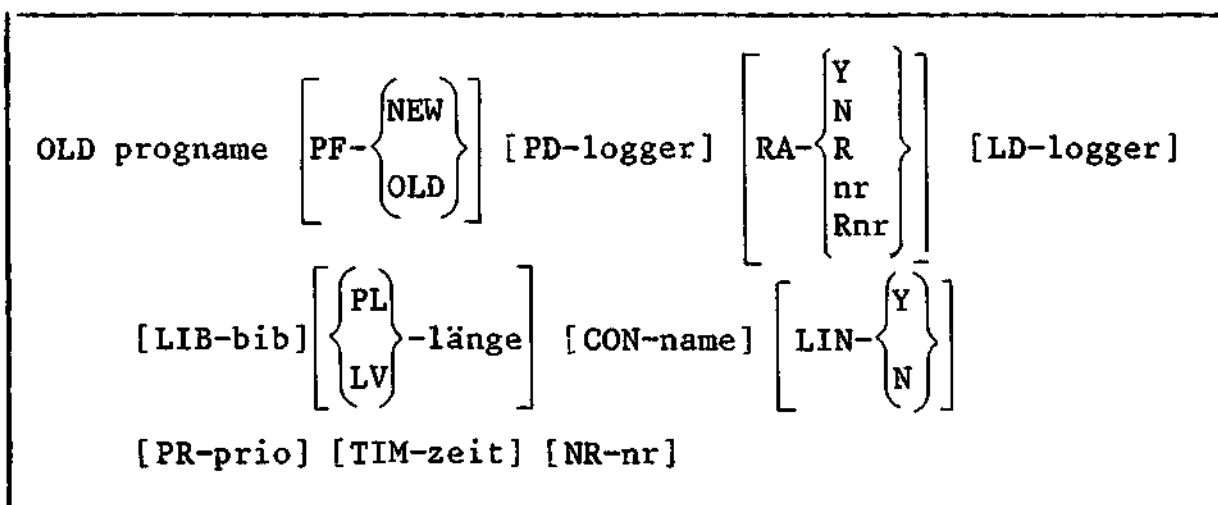 OLD progname [PF-{NEW OLD}] [PD-logger] [RA-{Y N R nr Rnr}] [LD-logger]
[LIB-bib] [{PL LV}-länge] [CON-name] [LIN-{Y N}]
[PR-prio] [TIM-zeit] [NR-nr]